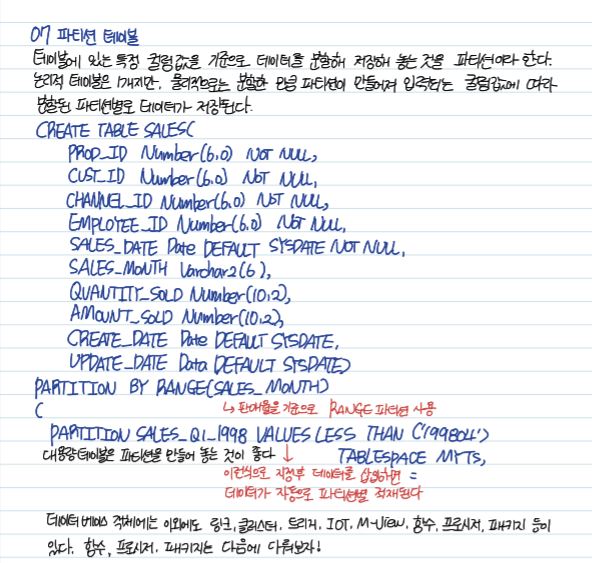 07 파티션 테이블
테이블에 있는 특정 컬럼값을 기준으로 데이터를 분할해 저장해 놓는 것을 파티션이라 한다.
논리적 테이블은 1개지만, 물리적으로는 분할한 만큼 파티션이 만들어져 입력되는 컬럼값에 따라
분할된 파티션별로 데이터가 저장된다.
CREATE TABLE SALES(
PROD_ID Number(6,0) NOT NULL,
CUST_ID Number(6,0) NOT NULL,
CHANNEL_ID Number(6,0) NOT NULL,
EMPLOYEE_ID Number(6,0) NOT NULL,
SALES_DATE Date DEFAULT SYSDATE NOT NULL,
SALES_MONTH Varchar2(6),
QUANTITY_SOLD Number(10,2),
AMOUNT_SOLD Number(10,2),
CREATE_DATE Date DEFAULT SYSDATE,
UPDATE_DATE Data DEFAULT SYSDATE)
PARTITION BY RANGE(SALES_MONTH)
( ↳ 판매월을 기준으로 RANGE 파티션 사용
PARTITION SALES_Q1_1998 VALUES LESS THAN ('199804')
대용량 테이블은 파티션을 만들어 놓는 것이 좋다 ↓ TABLESPACE MYTS,
이런식으로 지정후 데이터를 삽입하면 =
데이터가 자동으로 파티션별 적재된다
데이터베이스 객체에는 이외에도 링크, 클러스터, 트리거, IOT, M-View, 함수, 프로시저, 패키지 등이
있다. 함수, 프로시저, 패키지는 다음에 다뤄보자!